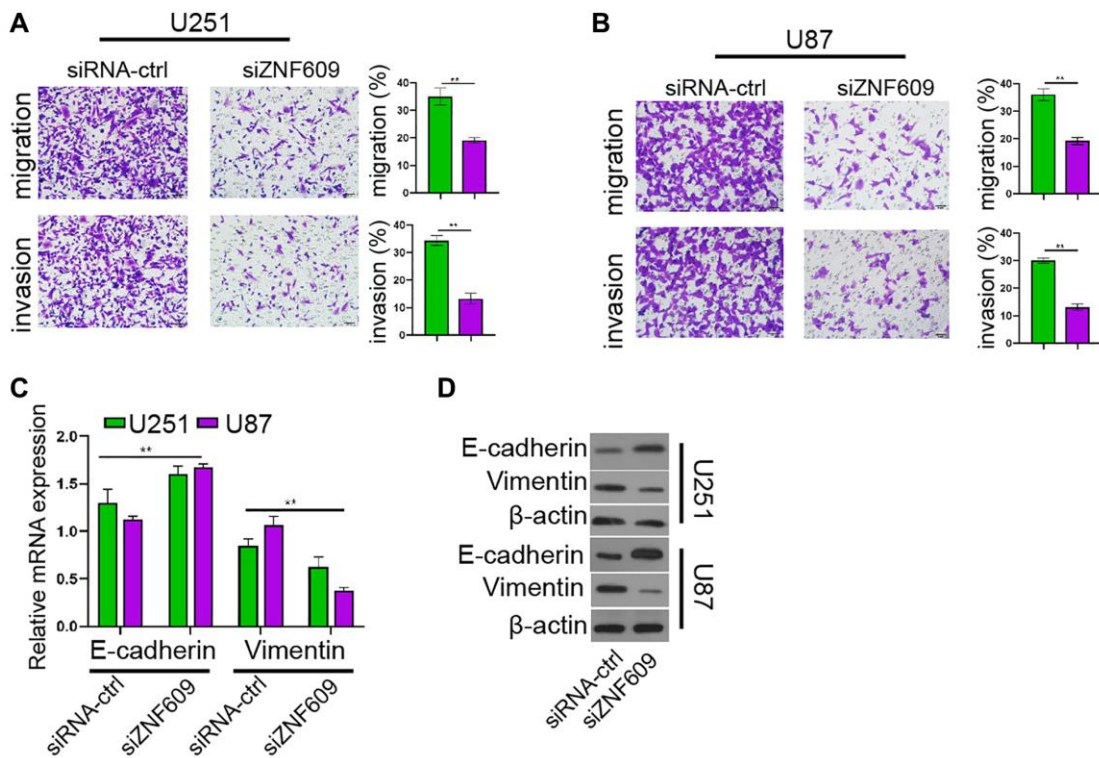 A
U251
siRNA-ctrl
siZNF609
migration
invasion
migration (%)
40
30
20
10
0
**
invasion (%)
40
30
20
10
0
**
B
U87
siRNA-ctrl
siZNF609
migration
invasion
migration (%)
40
30
20
10
0
**
invasion (%)
40
30
20
10
0
**
C
U251 U87
Relative mRNA expression
2.0
1.5
1.0
0.5
0.0
**
**
E-cadherin Vimentin
siRNA-ctrl
siZNF609
siRNA-ctrl
siZNF609
D
E-cadherin
Vimentin
β-actin
U251
E-cadherin
Vimentin
β-actin
U87
siRNA-ctrl
siZNF609